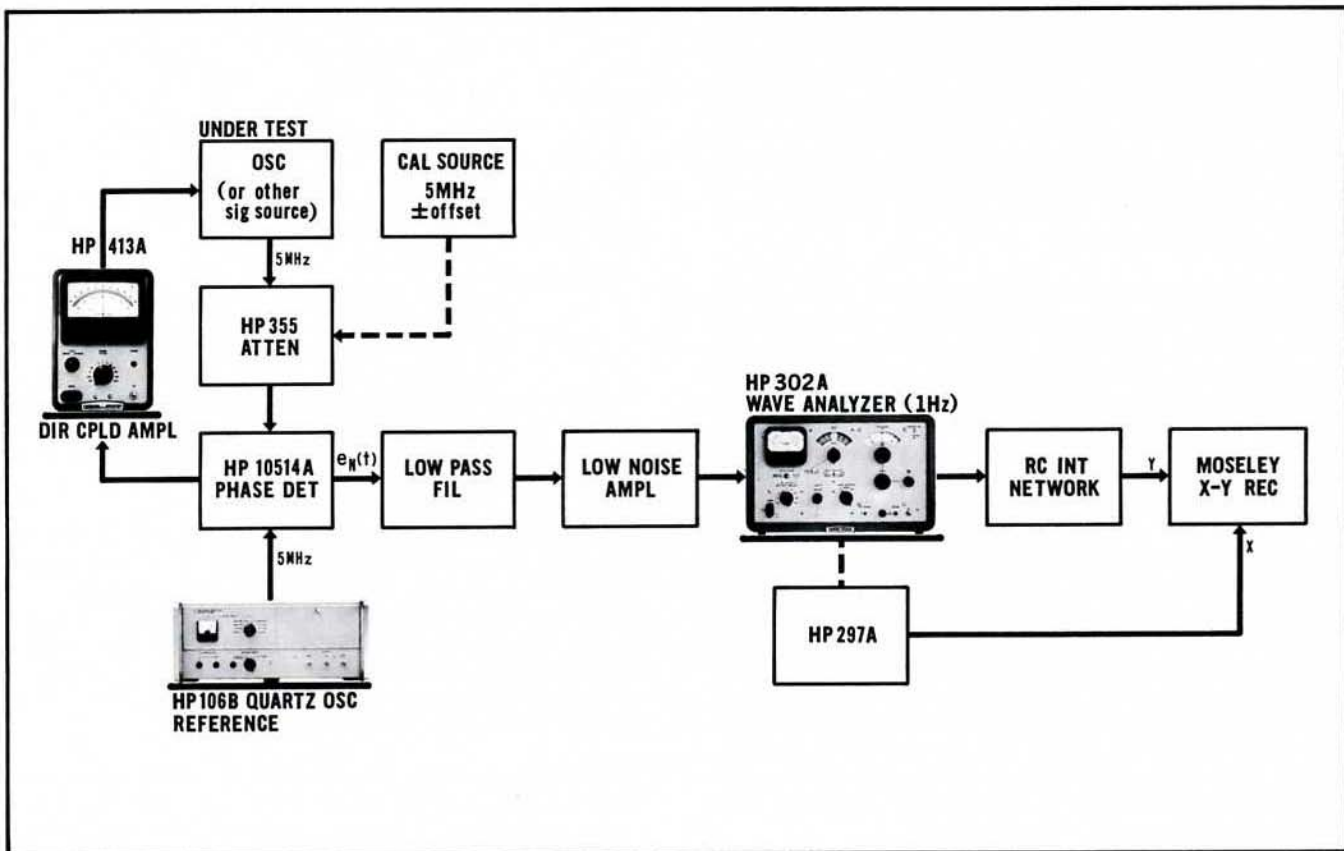 UNDER TEST
OSC
(or other
sig source)
CAL SOURCE
5MHz
±offset
HP 413A
5MHz
HP 355
ATTEN
DIR CPLD AMPL
HP 10514A
PHASE DET
eN(t)
LOW PASS
FIL
LOW NOISE
AMPL
HP 302A
WAVE ANALYZER (1Hz)
RC INT
NETWORK
Y
MOSELEY
X-Y REC
X
5MHz
HP 297A
HP 106B QUARTZ OSC
REFERENCE